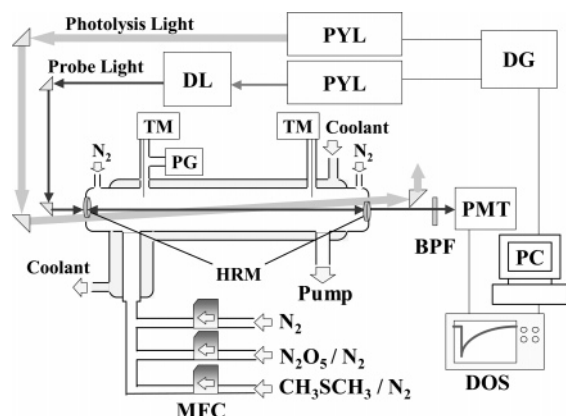 Photolysis Light
PYL
DG
Probe Light
DL
PYL
TM
TM
Coolant
N₂
PG
N₂
PMT
BPF
PC
HRM
Coolant
Pump
N₂
N₂O₅ / N₂
CH₃SCH₃ / N₂
MFC
DOS